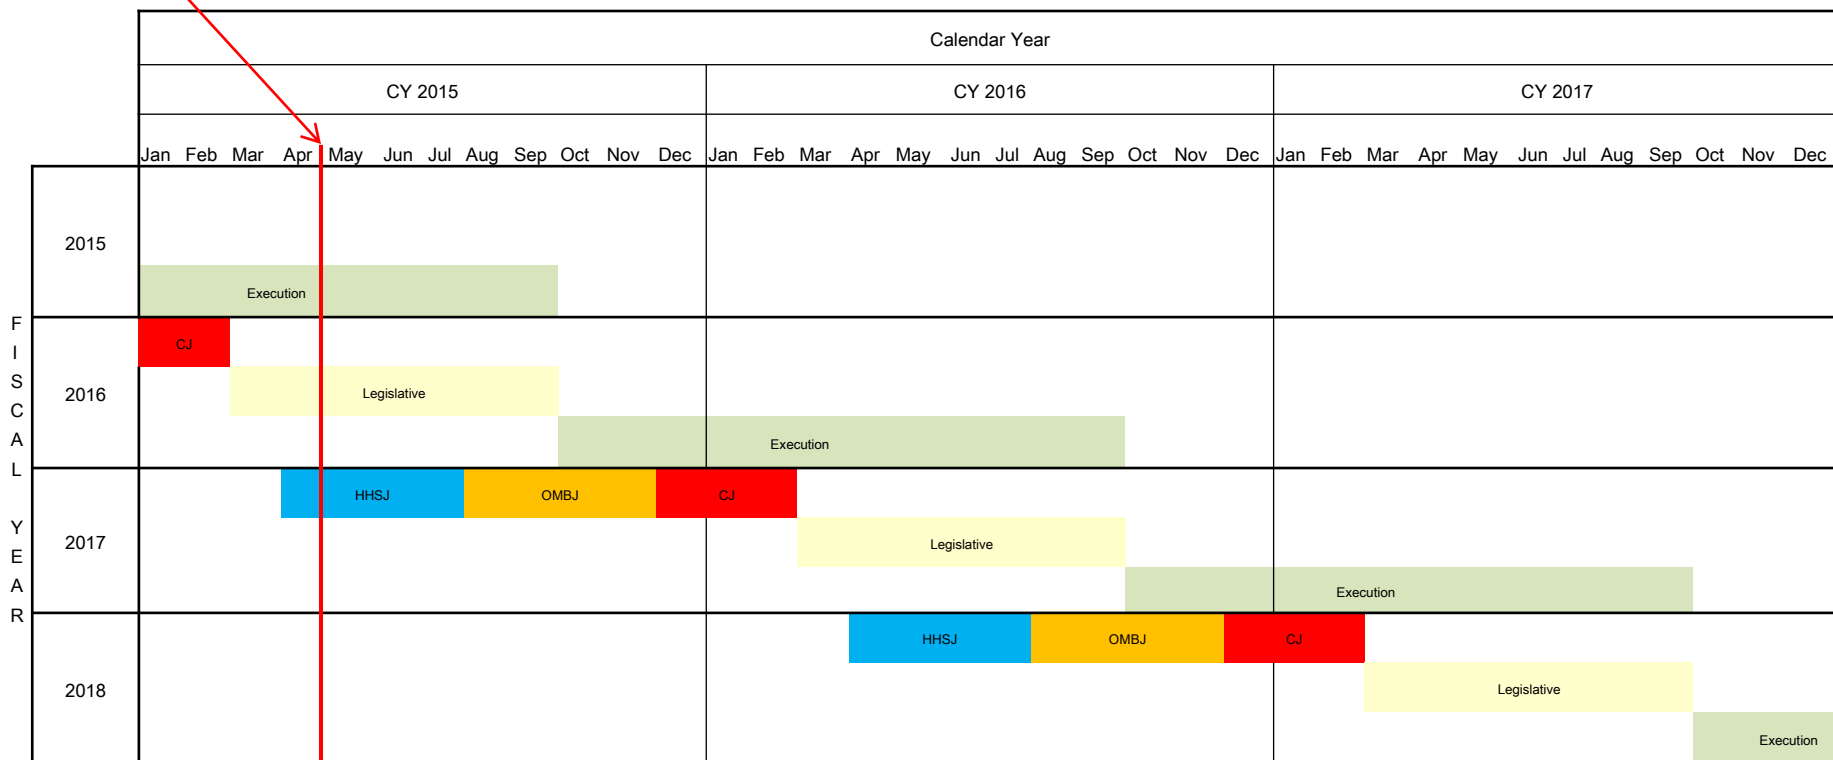 Calendar Year
CY 2015 CY 2016 CY 2017
Jan Feb Mar Apr May Jun Jul Aug Sep Oct Nov Dec Jan Feb Mar Apr May Jun Jul Aug Sep Oct Nov Dec Jan Feb Mar Apr May Jun Jul Aug Sep Oct Nov Dec
FISCAL YEAR
2015
Execution
CJ
2016
Legislative
Execution
HHSJ OMBJ CJ
2017
Legislative
Execution
HHSJ OMBJ CJ
2018
Legislative
Execution